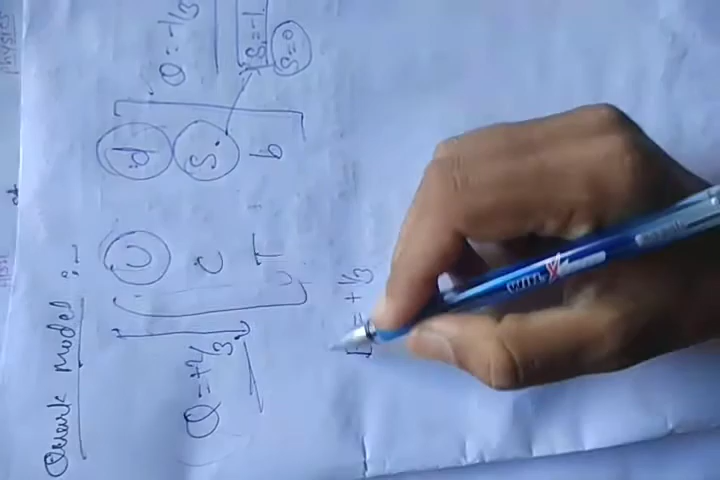 Quark model :-
Q=+2/3
U d
C S.
T b
Q=-1/3
S=-1
S=0
= + 1/3